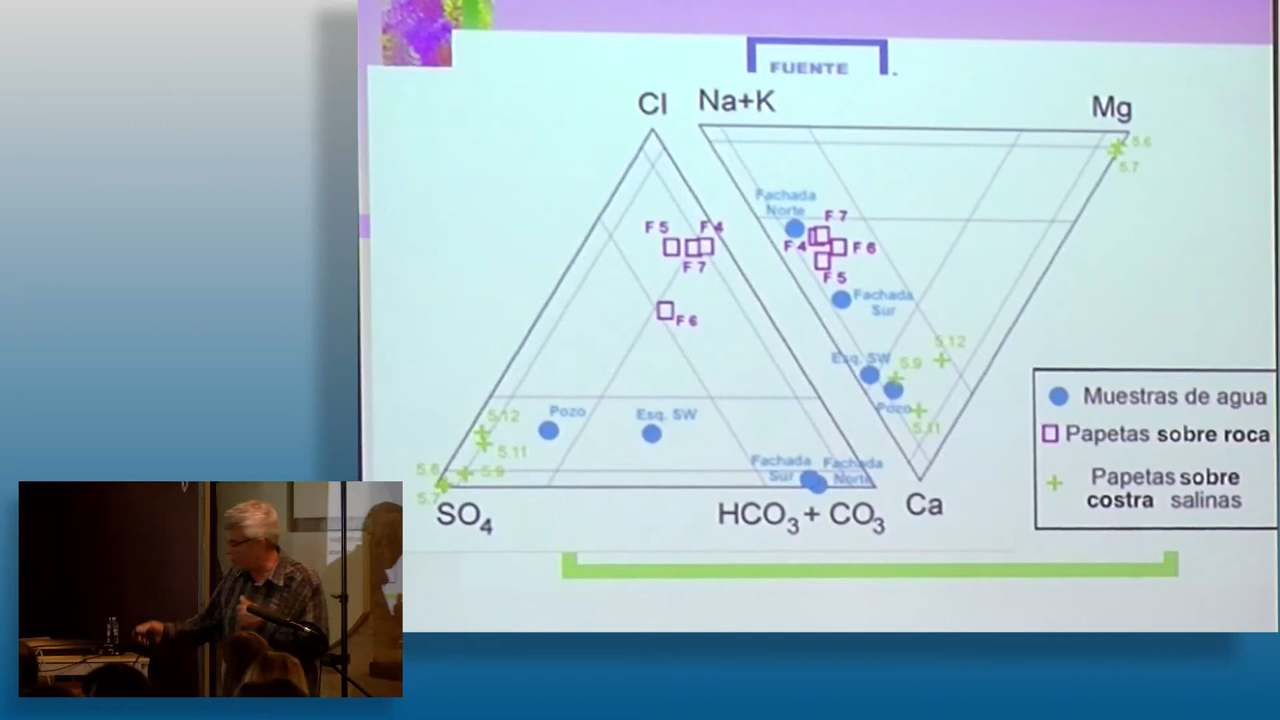 FUENTE
Cl
Na+K
Mg
5.6
5.7
Fachada
Norte
F 7
F 4
F 6
F 5
Fachada
Sur
F 5
F 4
F 7
F 6
5.12
Esq. SW
5.9
Pozo
5.11
5.12
Pozo
Esq. SW
5.11
5.6
5.9
5.7
Fachada
Sur
Fachada
Norte
SO4
HCO3 + CO3
Ca
Muestras de agua
Papetas sobre roca
Papetas sobre
costra salinas